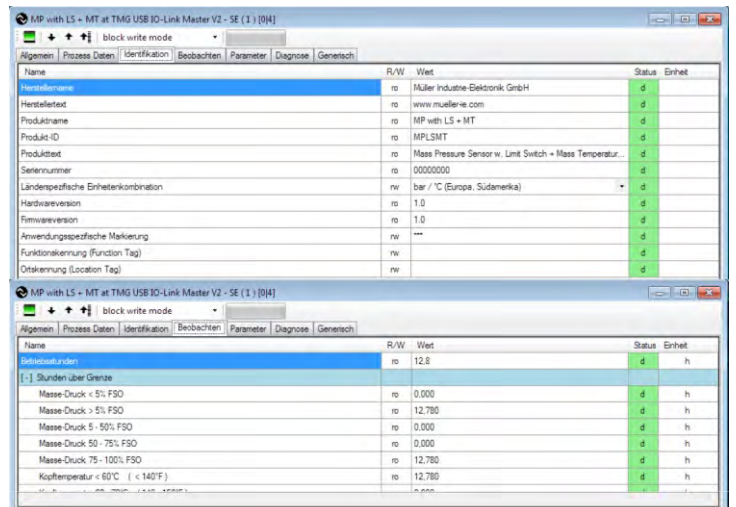 MP with LS + MT at TMG USB IO-Link Master V2 - SE ( 1 ) [0|4]
block write mode
Allgemein Prozess Daten Identifikation Beobachten Parameter Diagnose Generisch
Name R/W Wert Status Einheit
Herstellername ro Müller Industrie-Elektronik GmbH d
Herstellertext ro www.mueller-ie.com d
Produktname ro MP with LS + MT d
Produkt-ID ro MPLSMT d
Produkttext ro Mass Pressure Sensor w. Limit Switch + Mass Temperatur... d
Seriennummer ro 00000000 d
Länderspezifische Einheitenkombination rw bar / °C (Europa, Südamerika) d
Hardwareversion ro 1.0 d
Firmwareversion ro 1.0 d
Anwendungsspezifische Markierung rw *** d
Funktionskennung (Function Tag) rw d
Ortskennung (Location Tag) rw d
MP with LS + MT at TMG USB IO-Link Master V2 - SE ( 1 ) [0|4]
block write mode
Allgemein Prozess Daten Identifikation Beobachten Parameter Diagnose Generisch
Name R/W Wert Status Einheit
Betriebsstunden ro 12,8 d h
[-] Stunden über Grenze
Masse-Druck < 5% FSO ro 0,000 d h
Masse-Druck > 5% FSO ro 12,780 d h
Masse-Druck 5 - 50% FSO ro 0,000 d h
Masse-Druck 50 - 75% FSO ro 0,000 d h
Masse-Druck 75 - 100% FSO ro 12,780 d h
Kopftemperatur < 60°C ( < 140°F ) ro 12,780 d h